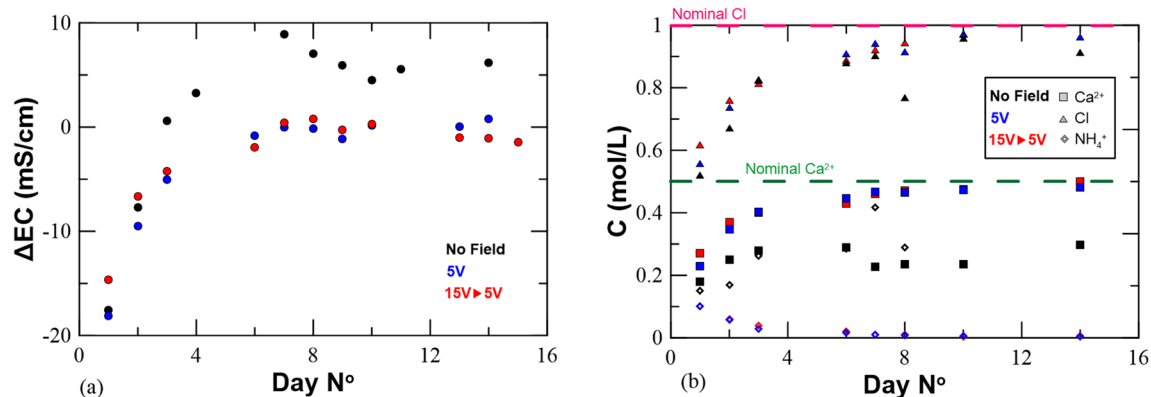 10
0
-10
-20
ΔEC (mS/cm)
No Field
5V
15V▶5V
0
4
8
12
16
Day Nº
(a)
Nominal Cl
1
0.8
0.6
0.4
0.2
0
C (mol/L)
No Field
5V
15V▶5V
Ca²⁺
Cl
NH₄⁺
Nominal Ca²⁺
0
4
8
12
16
Day Nº
(b)